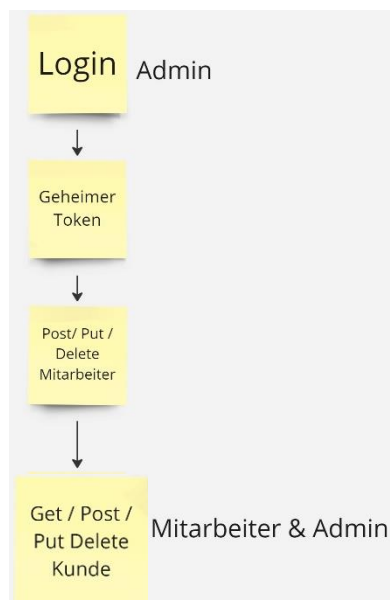 Login
Admin
Geheimer
Token
Post/ Put /
Delete
Mitarbeiter
Get / Post /
Put Delete
Kunde
Mitarbeiter & Admin